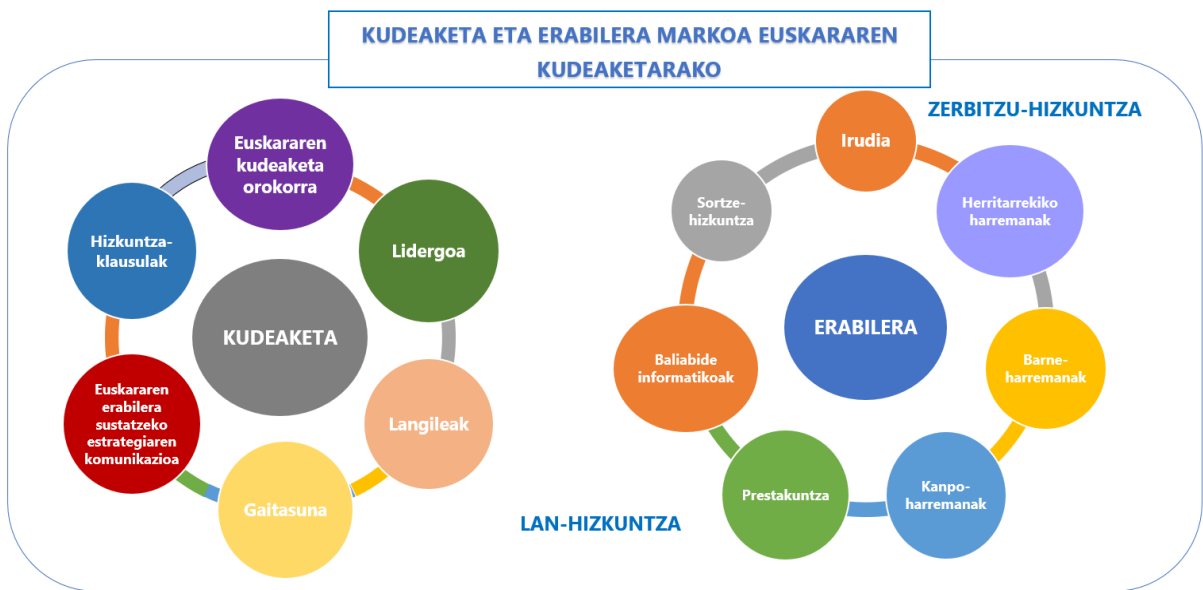 KUDEAKETA ETA ERABILERA MARKOA EUSKARAREN
KUDEAKETARAKO
Euskararen
kudeaketa
orokorra
Lidergoa
Langileak
Gaitasuna
Euskararen
erabilera
sustatzeko
estrategiaren
komunikazioa
Hizkuntza-
klausulak
KUDEAKETA
ZERBITZU-HIZKUNTZA
Irudia
Herritarrekiko
harremanak
Barne-
harremanak
Kanpo-
harremanak
Prestakuntza
Baliabide
informatikoak
Sortze-
hizkuntza
ERABILERA
LAN-HIZKUNTZA